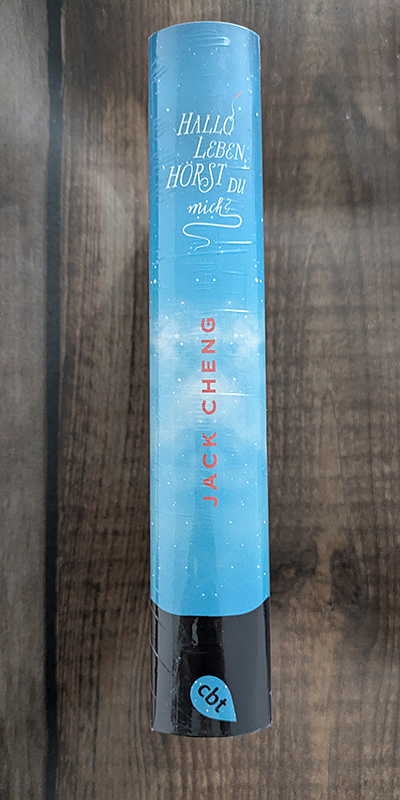 HALLO
LEBEN,
HÖRST DU
mich?
JACK CHENG
cbt